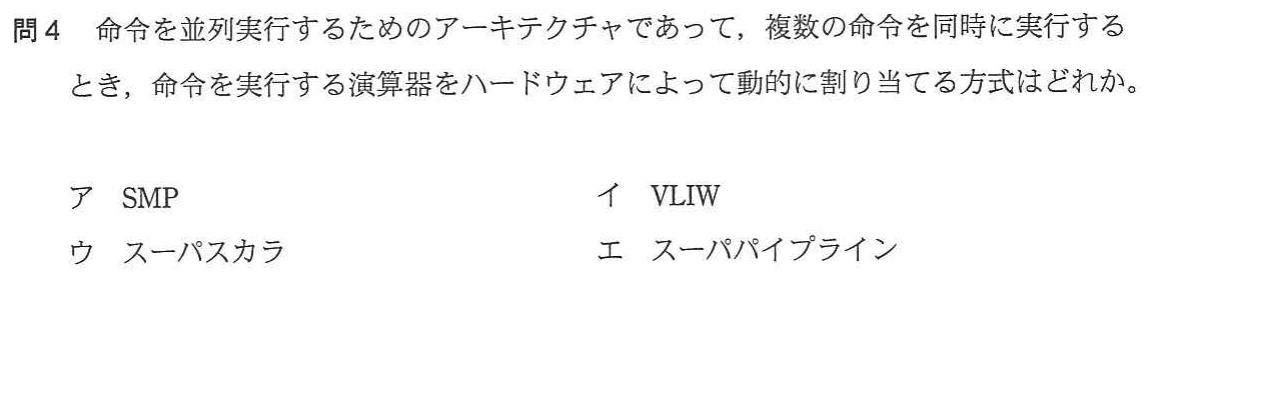 問4 命令を並列実行するためのアーキテクチャであって，複数の命令を同時に実行する
とき，命令を実行する演算器をハードウェアによって動的に割り当てる方式はどれか。
ア SMP イ VLIW
ウ スーパスカラ エ スーパパイプライン